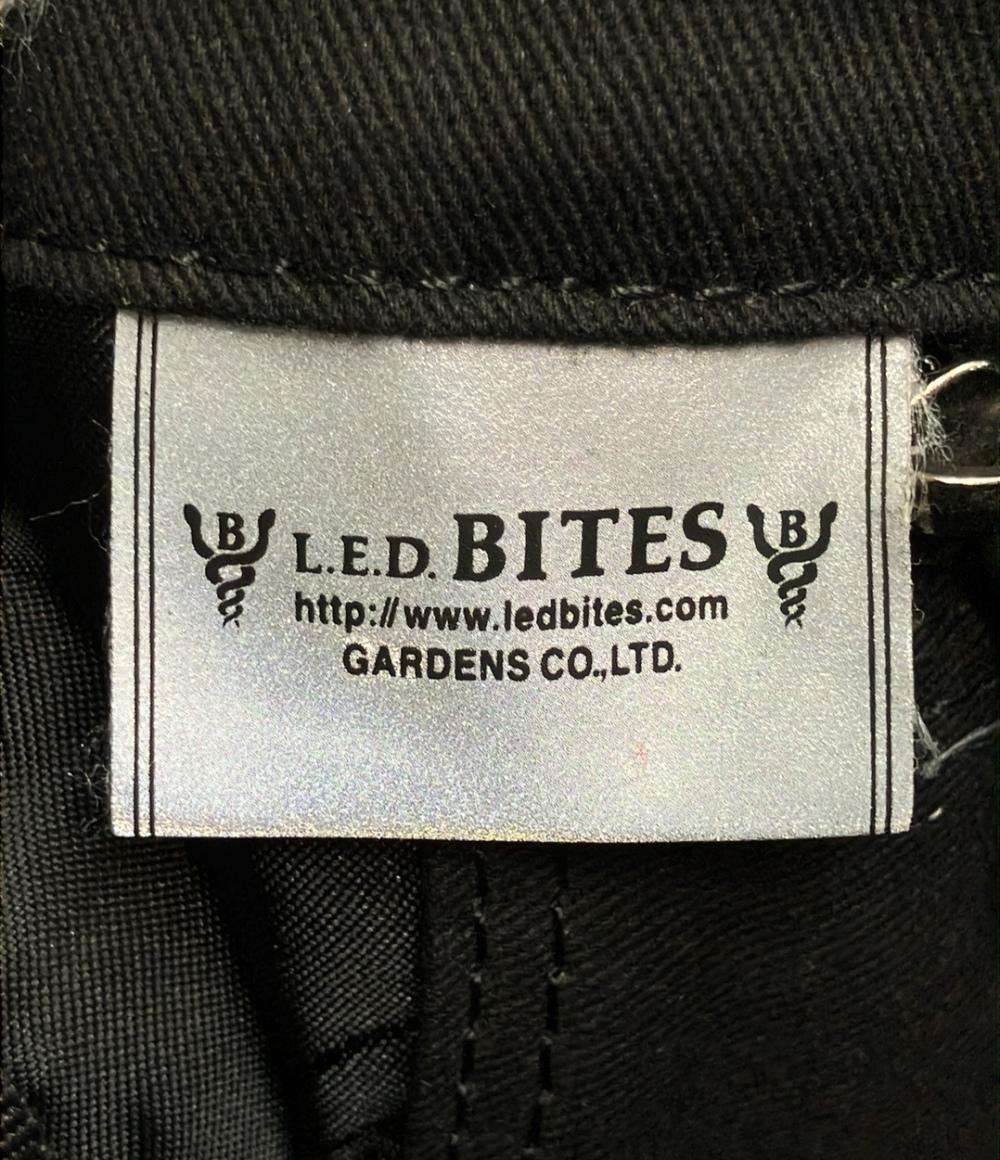 B L.E.D. BITES B
http://www.ledbites.com
GARDENS CO.,LTD.